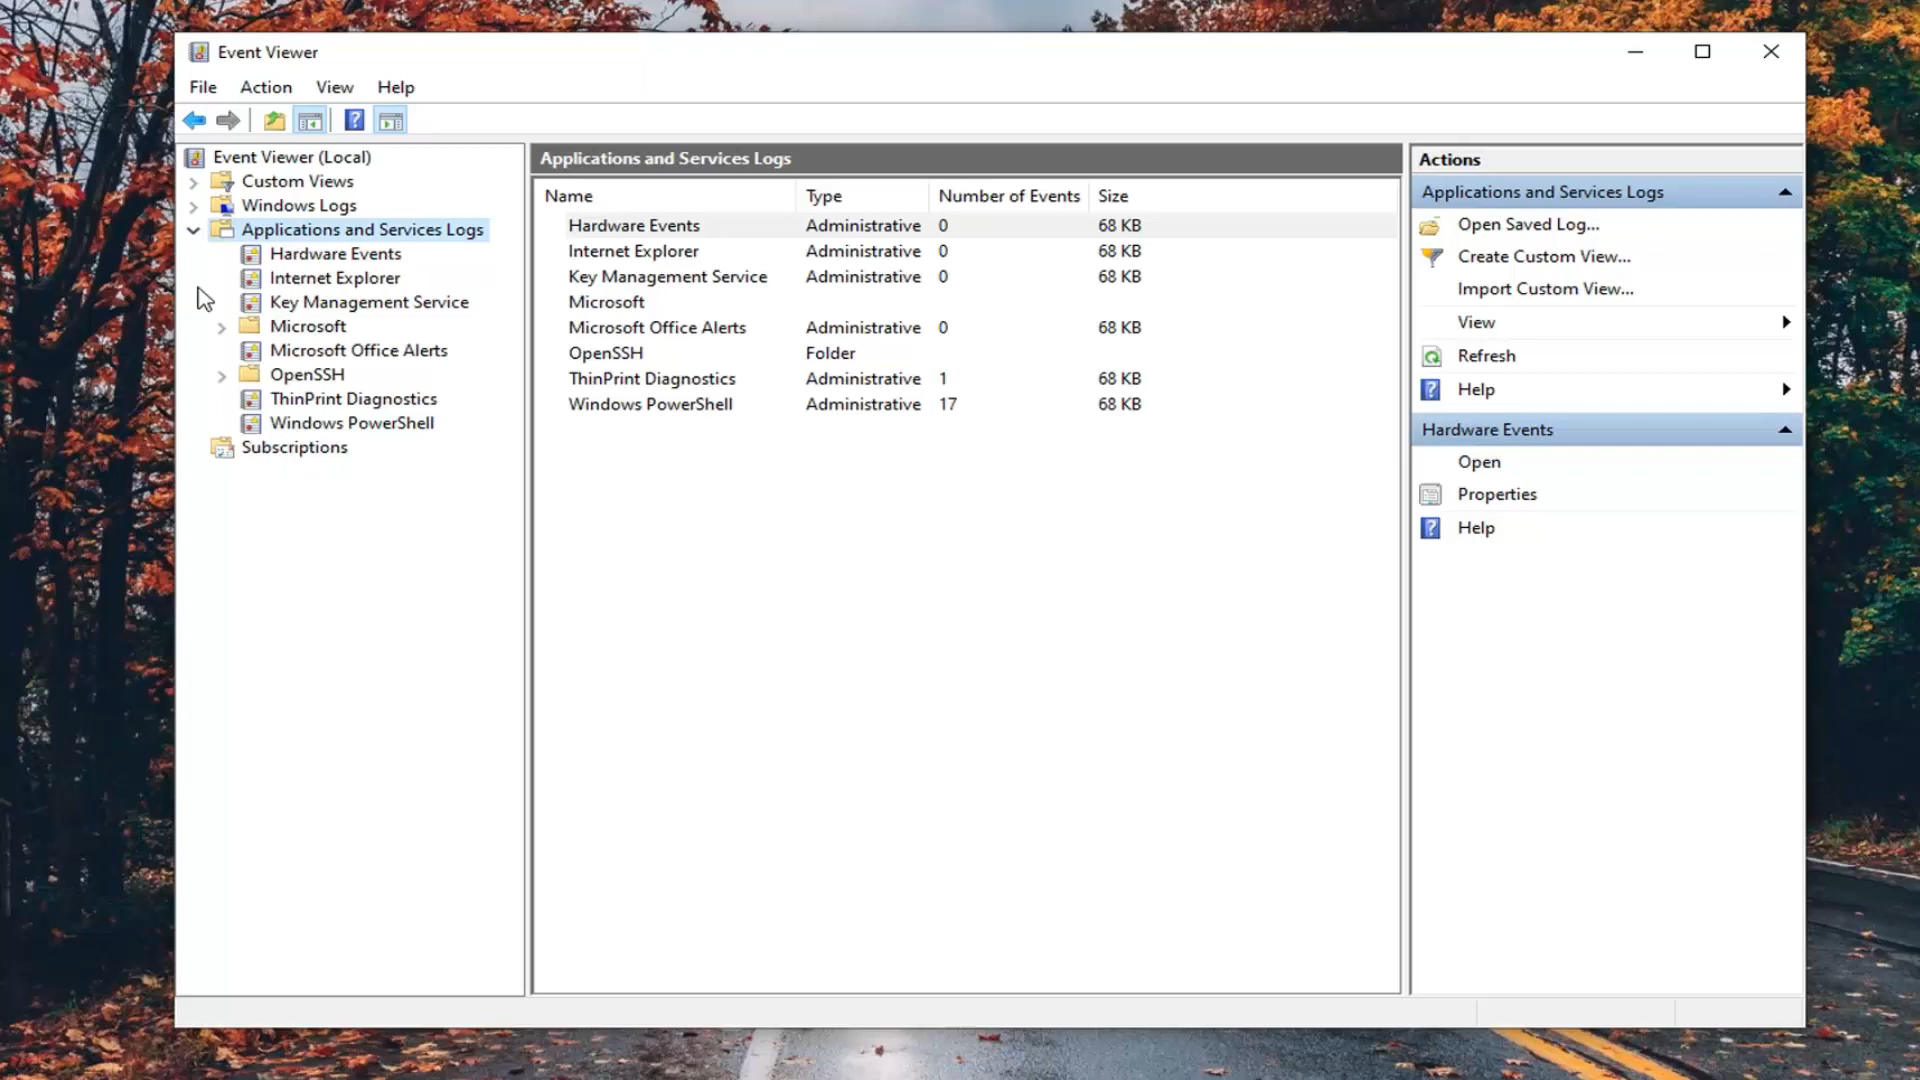 Event Viewer
File Action View Help
Event Viewer (Local)
Custom Views
Windows Logs
Applications and Services Logs
Hardware Events
Internet Explorer
Key Management Service
Microsoft
Microsoft Office Alerts
OpenSSH
ThinPrint Diagnostics
Windows PowerShell
Subscriptions
Applications and Services Logs
Name Type Number of Events Size
Hardware Events Administrative 0 68 KB
Internet Explorer Administrative 0 68 KB
Key Management Service Administrative 0 68 KB
Microsoft
Microsoft Office Alerts Administrative 0 68 KB
OpenSSH Folder
ThinPrint Diagnostics Administrative 1 68 KB
Windows PowerShell Administrative 17 68 KB
Actions
Applications and Services Logs
Open Saved Log...
Create Custom View...
Import Custom View...
View
Refresh
Help
Hardware Events
Open
Properties
Help